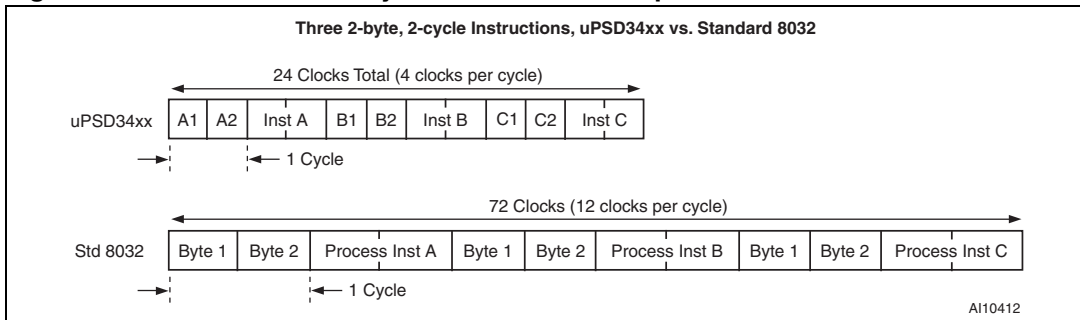 Three 2-byte, 2-cycle Instructions, uPSD34xx vs. Standard 8032
24 Clocks Total (4 clocks per cycle)
uPSD34xx A1 A2 Inst A B1 B2 Inst B C1 C2 Inst C
1 Cycle
72 Clocks (12 clocks per cycle)
Std 8032 Byte 1 Byte 2 Process Inst A Byte 1 Byte 2 Process Inst B Byte 1 Byte 2 Process Inst C
1 Cycle
AI10412